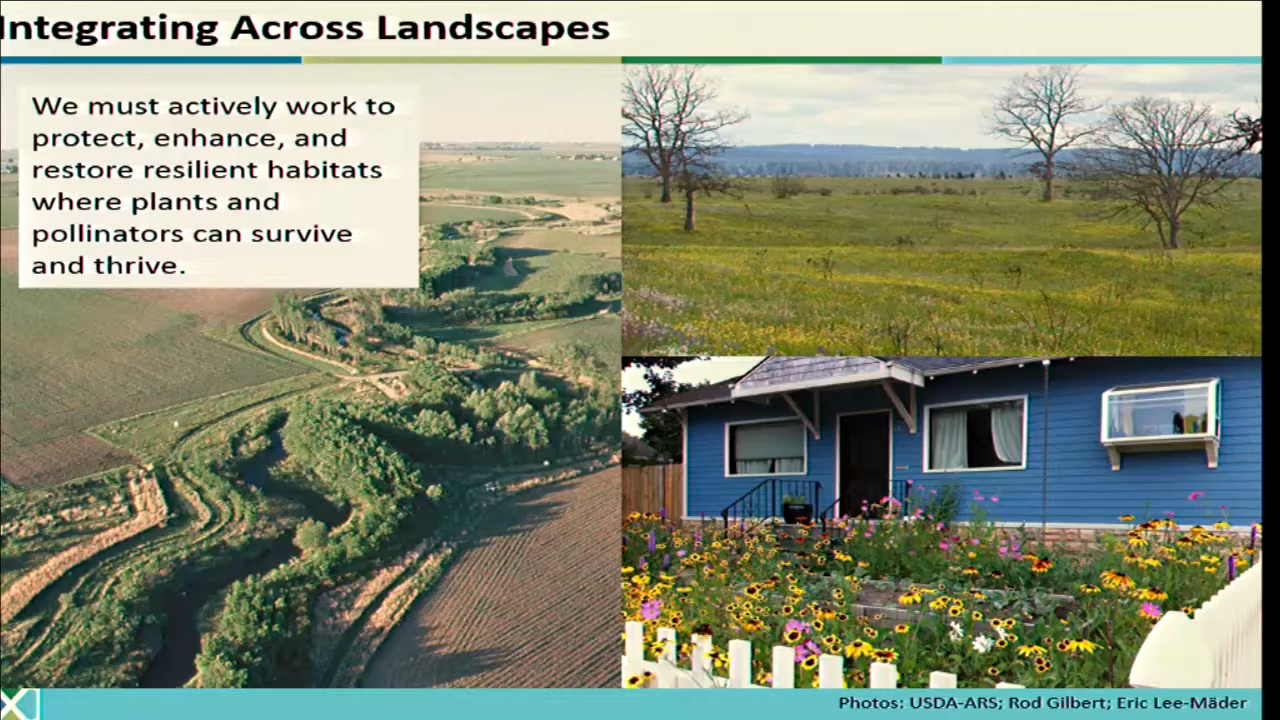 Integrating Across Landscapes
We must actively work to
protect, enhance, and
restore resilient habitats
where plants and
pollinators can survive
and thrive.
Photos: USDA-ARS; Rod Gilbert; Eric Lee-Mäder